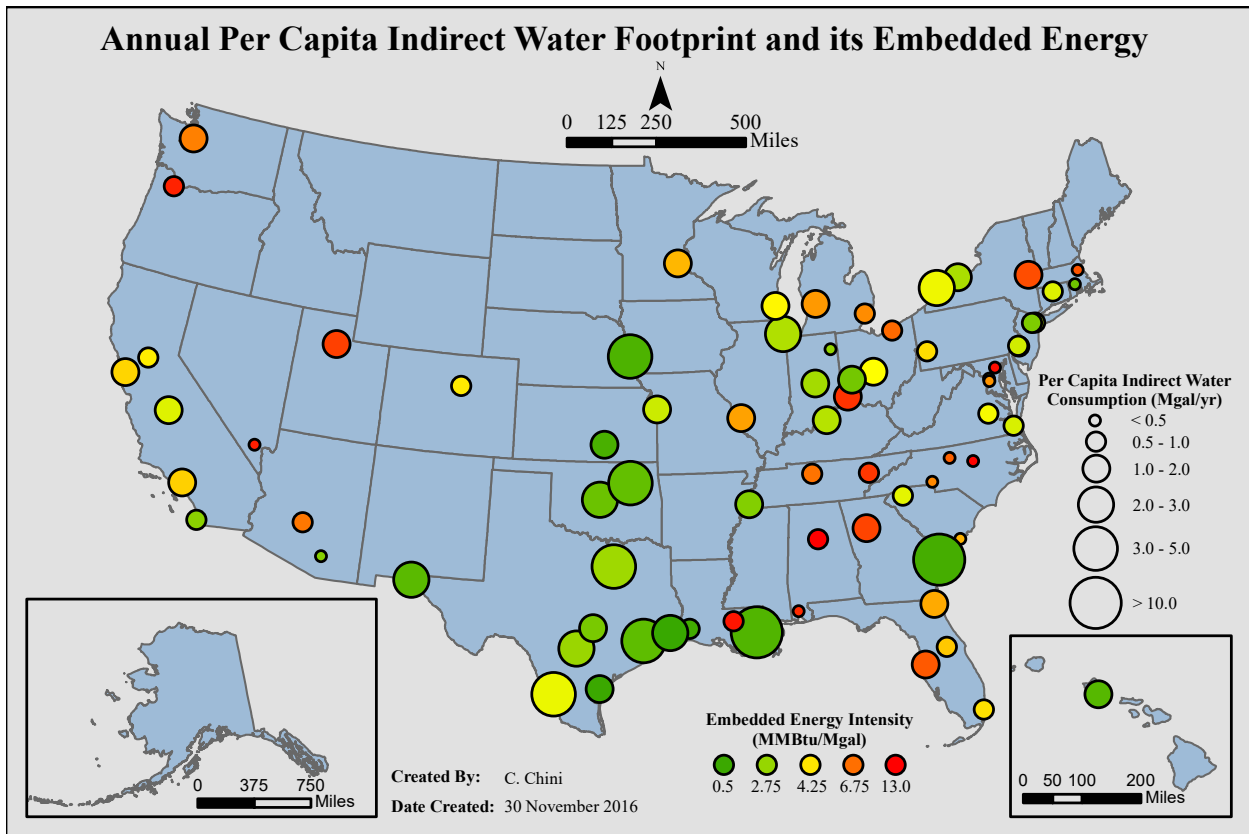 Annual Per Capita Indirect Water Footprint and its Embedded Energy
N
0 125 250 500
Miles
Per Capita Indirect Water
Consumption (Mgal/yr)
< 0.5
0.5 - 1.0
1.0 - 2.0
2.0 - 3.0
3.0 - 5.0
> 10.0
Embedded Energy Intensity
(MMBtu/Mgal)
0.5 2.75 4.25 6.75 13.0
0 375 750
Miles
Created By: C. Chini
Date Created: 30 November 2016
0 50 100 200
Miles